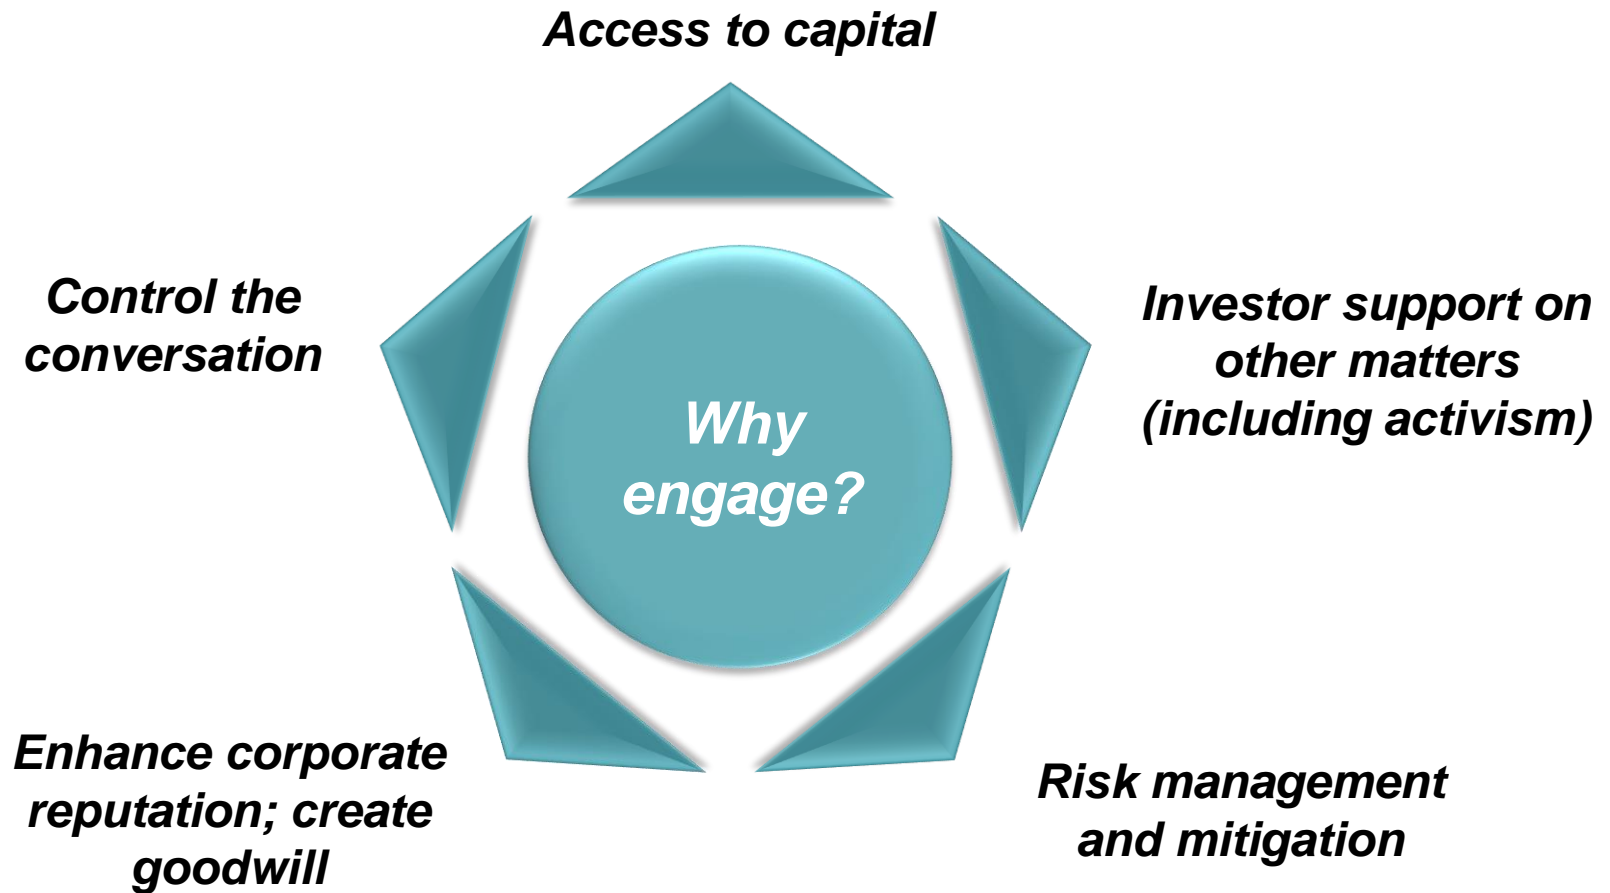 Access to capital
Control the
conversation
Investor support on
other matters
(including activism)
Why
engage?
Enhance corporate
reputation; create
goodwill
Risk management
and mitigation